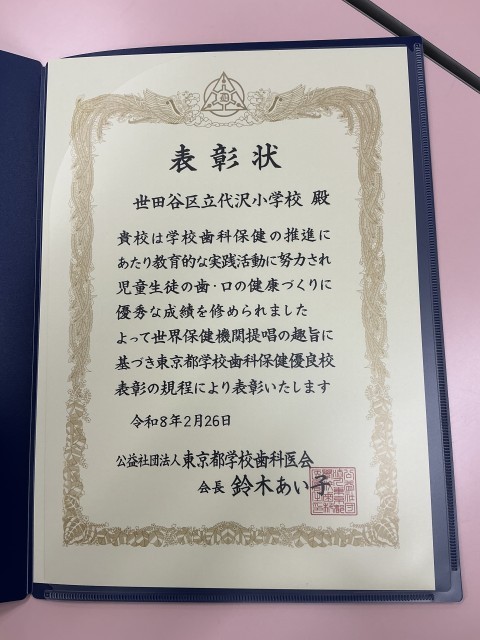 表彰状
世田谷区立代沢小学校 殿
貴校は学校歯科保健の推進に
あたり教育的な実践活動に努力され
児童生徒の歯・口の健康づくりに
優秀な成績を修められました
よって世界保健機関提唱の趣旨に
基づき東京都学校歯科保健優良校
表彰の規程により表彰いたします
令和8年2月26日
公益社団法人 東京都学校歯科医会
会長 鈴木あい子